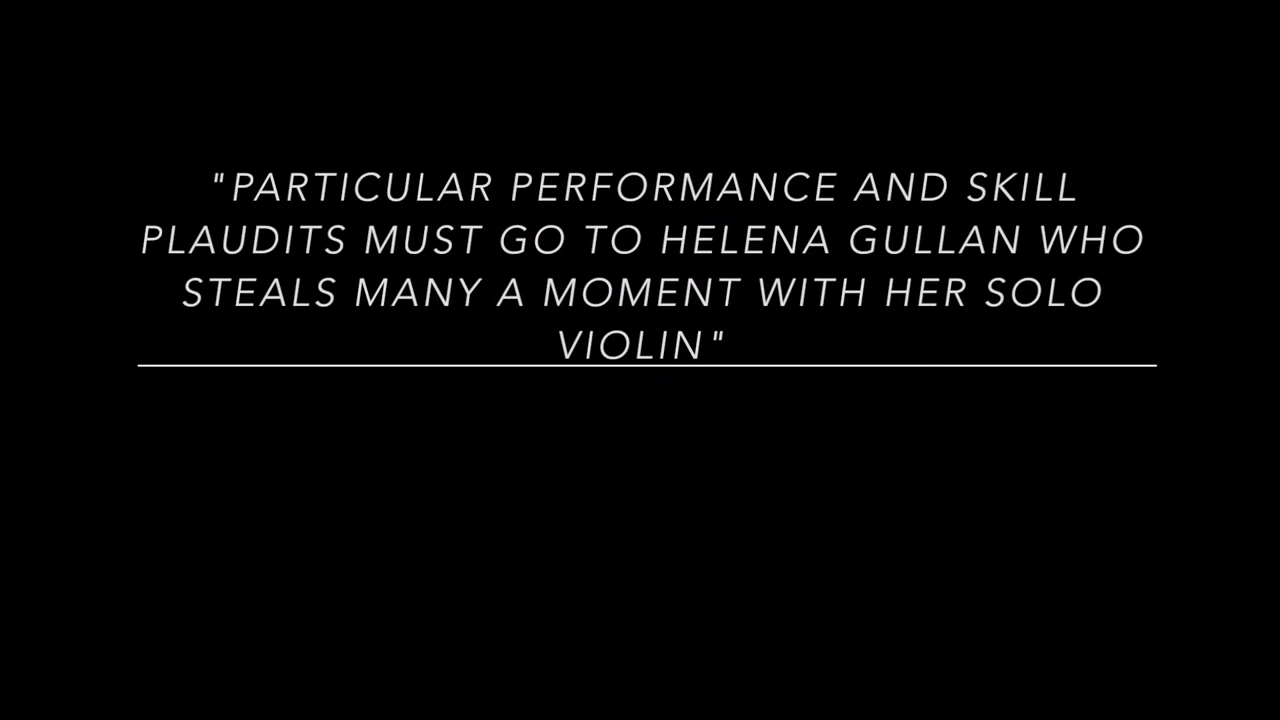 "PARTICULAR PERFORMANCE AND SKILL
PLAUDITS MUST GO TO HELENA GULLAN WHO
STEALS MANY A MOMENT WITH HER SOLO
VIOLIN"